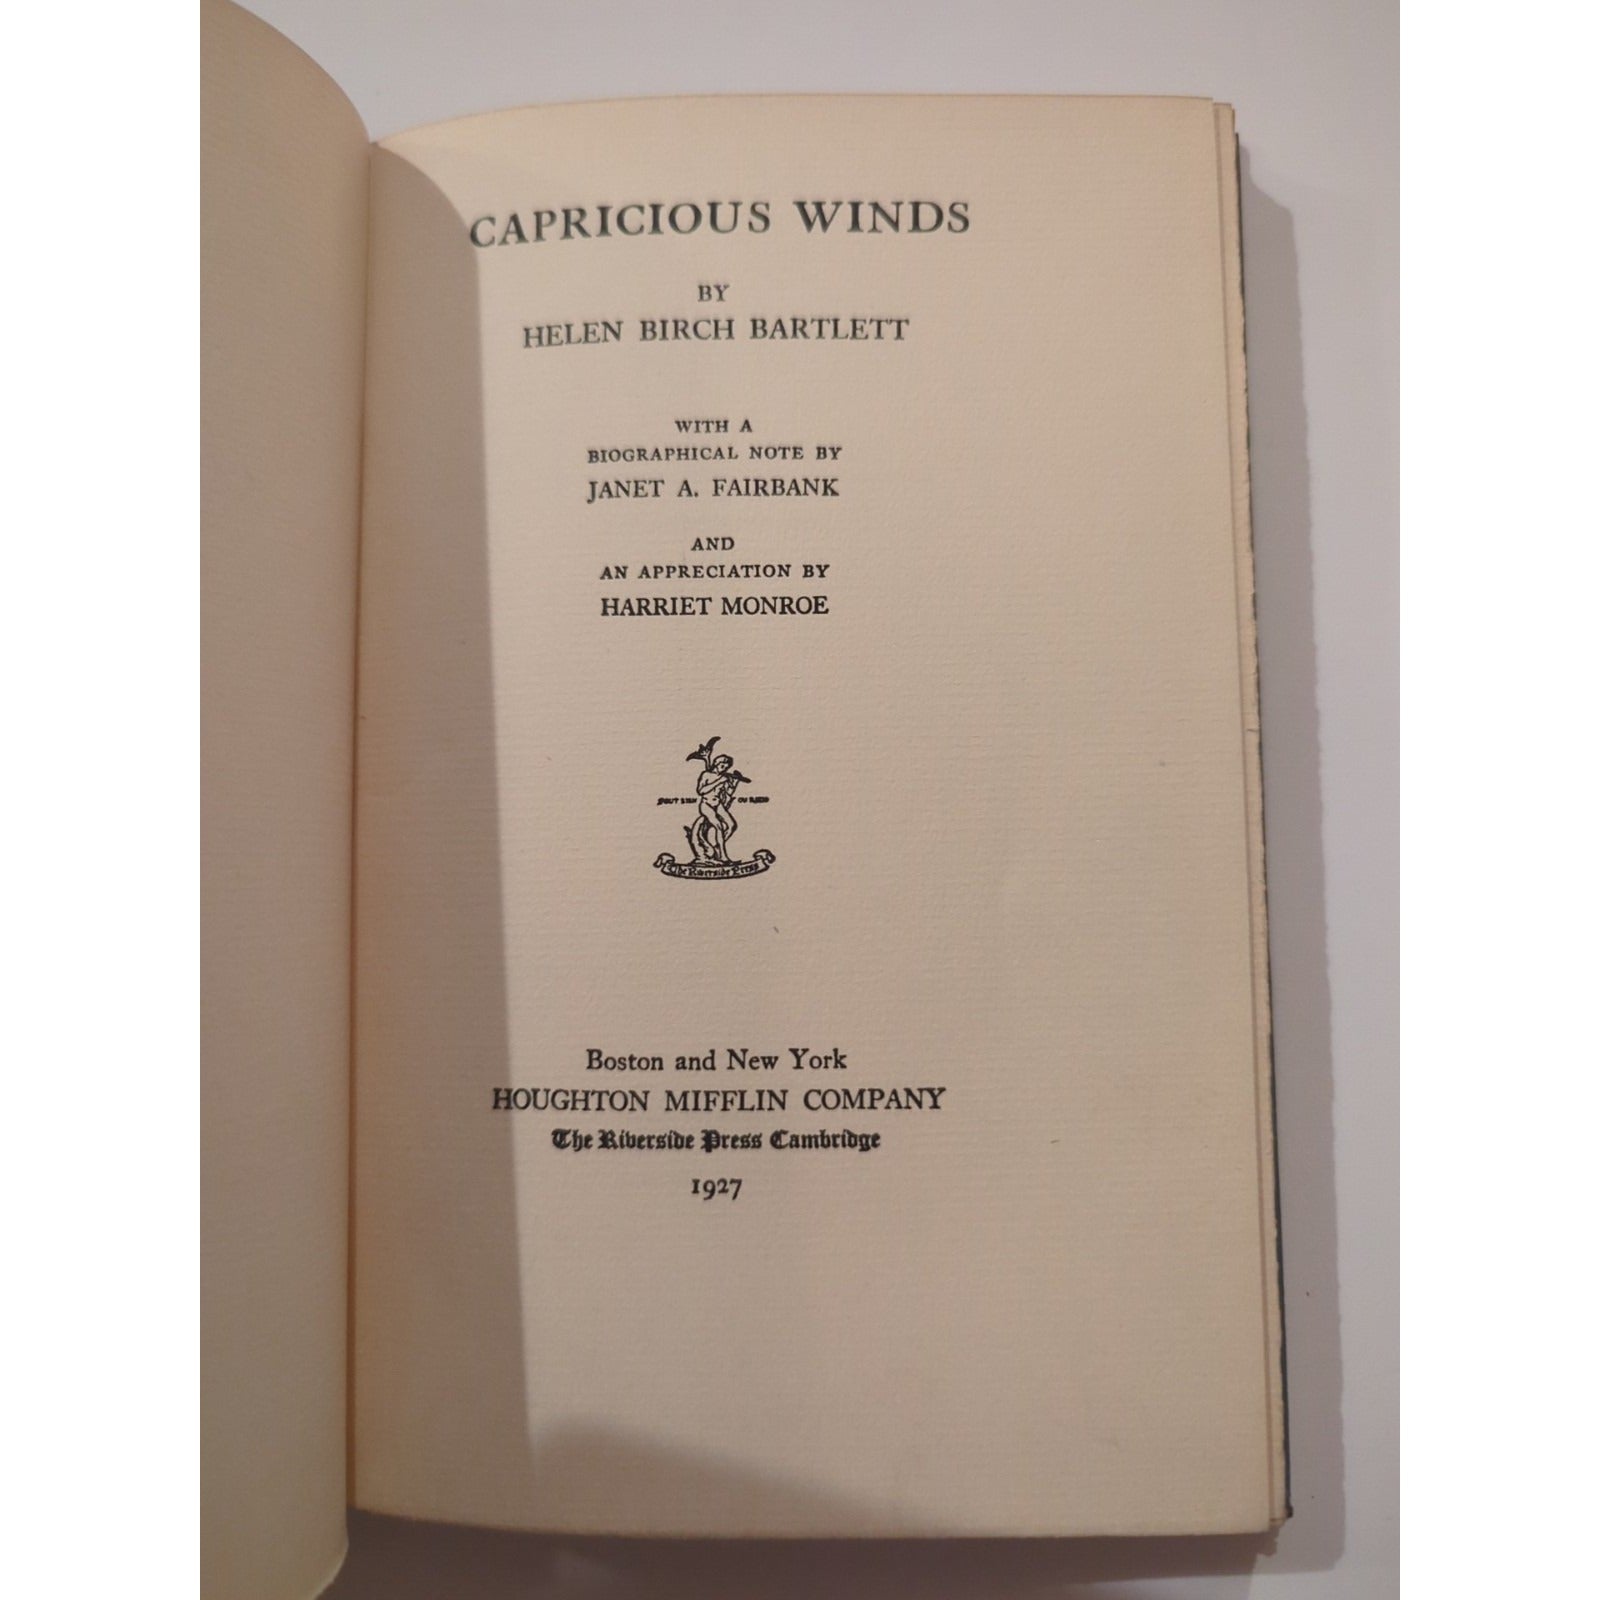 CAPRICIOUS WINDS
BY
HELEN BIRCH BARTLETT
WITH A
BIOGRAPHICAL NOTE BY
JANET A. FAIRBANK
AND
AN APPRECIATION BY
HARRIET MONROE
The Riverside Press
Boston and New York
HOUGHTON MIFFLIN COMPANY
The Riverside Press Cambridge
1927